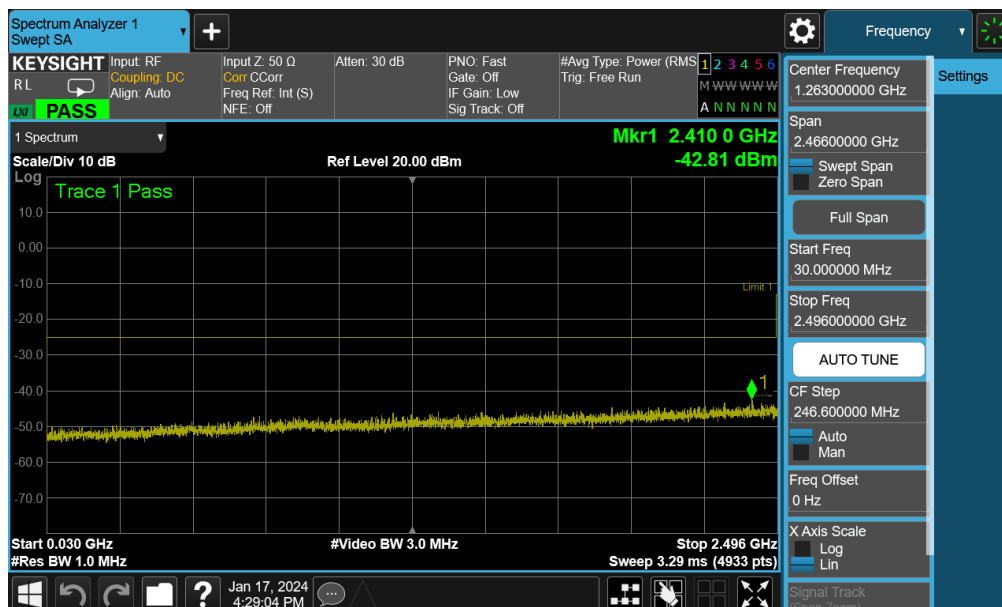 Spectrum Analyzer 1
Swept SA
Frequency
KEYSIGHT
R L
LXI PASS
Input: RF
Coupling: DC
Align: Auto
Input Z: 50 Ω
Corr CCorr
Freq Ref: Int (S)
NFE: Off
Atten: 30 dB
PNO: Fast
Gate: Off
IF Gain: Low
Sig Track: Off
#Avg Type: Power (RMS
Trig: Free Run
1 2 3 4 5 6
M W W W W W
A N N N N N
1 Spectrum
Scale/Div 10 dB
Ref Level 20.00 dBm
Mkr1 2.410 0 GHz
-42.81 dBm
Log
Trace 1 Pass
10.0
0.00
-10.0
Limit 1
-20.0
-30.0
-40.0
1
-50.0
-60.0
-70.0
Start 0.030 GHz
#Video BW 3.0 MHz
Stop 2.496 GHz
#Res BW 1.0 MHz
Sweep 3.29 ms (4933 pts)
?
Jan 17, 2024
4:29:04 PM
Center Frequency
1.263000000 GHz
Settings
Span
2.46600000 GHz
Swept Span
Zero Span
Full Span
Start Freq
30.000000 MHz
Stop Freq
2.496000000 GHz
AUTO TUNE
CF Step
246.600000 MHz
Auto
Man
Freq Offset
0 Hz
X Axis Scale
Log
Lin
Signal Track
(Span Zoom)